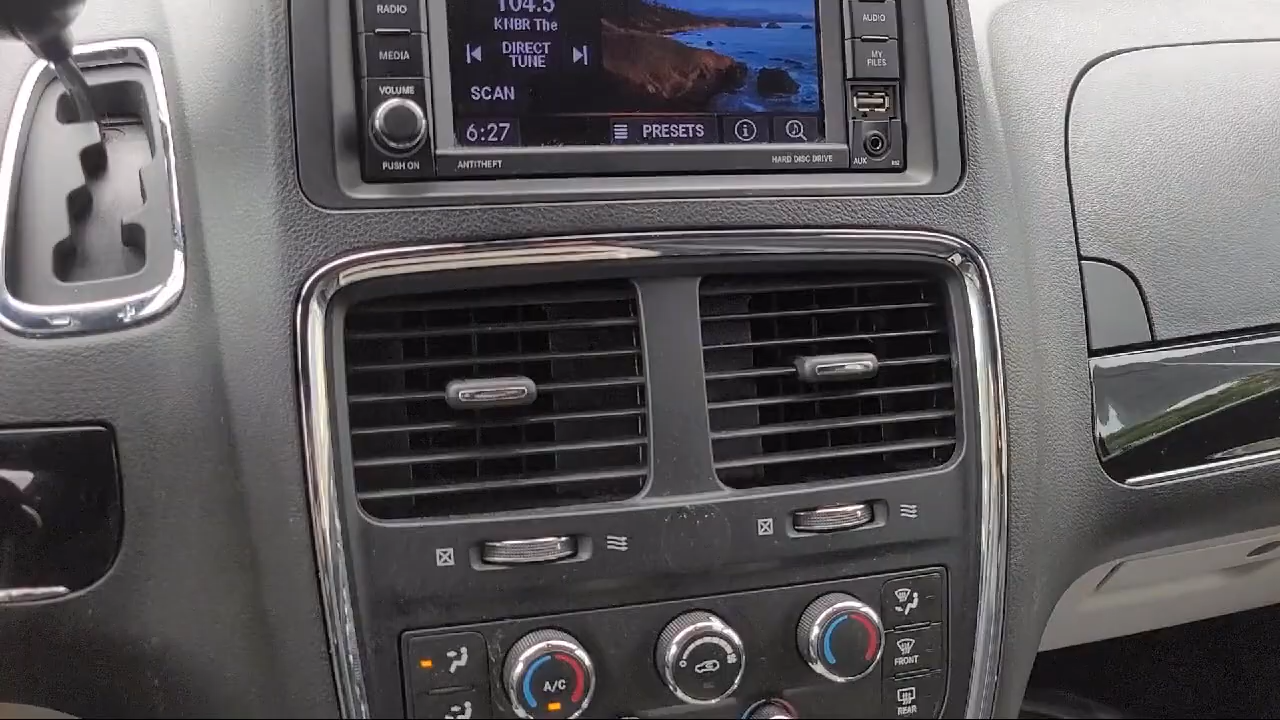 RADIO
MEDIA
VOLUME
PUSH ON
104.5
KNBR The
DIRECT
TUNE
SCAN
6:27
PRESETS
ANTITHEFT
HARD DISC DRIVE
AUDIO
MY
FILES
AUX
A/C
FRONT
REAR